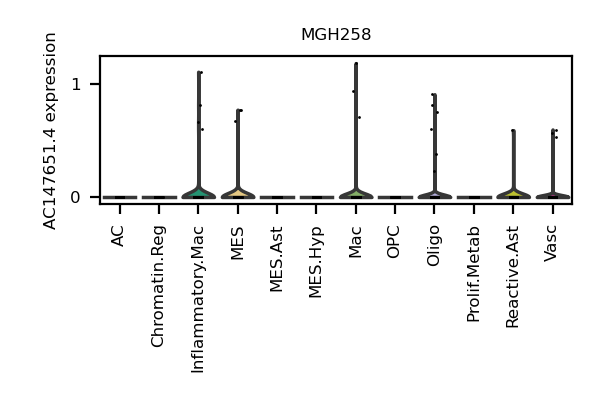 MGH258
AC147651.4 expression
1
0
AC
Chromatin.Reg
Inflammatory.Mac
MES
MES.Ast
MES.Hyp
Mac
OPC
Oligo
Prolif.Metab
Reactive.Ast
Vasc